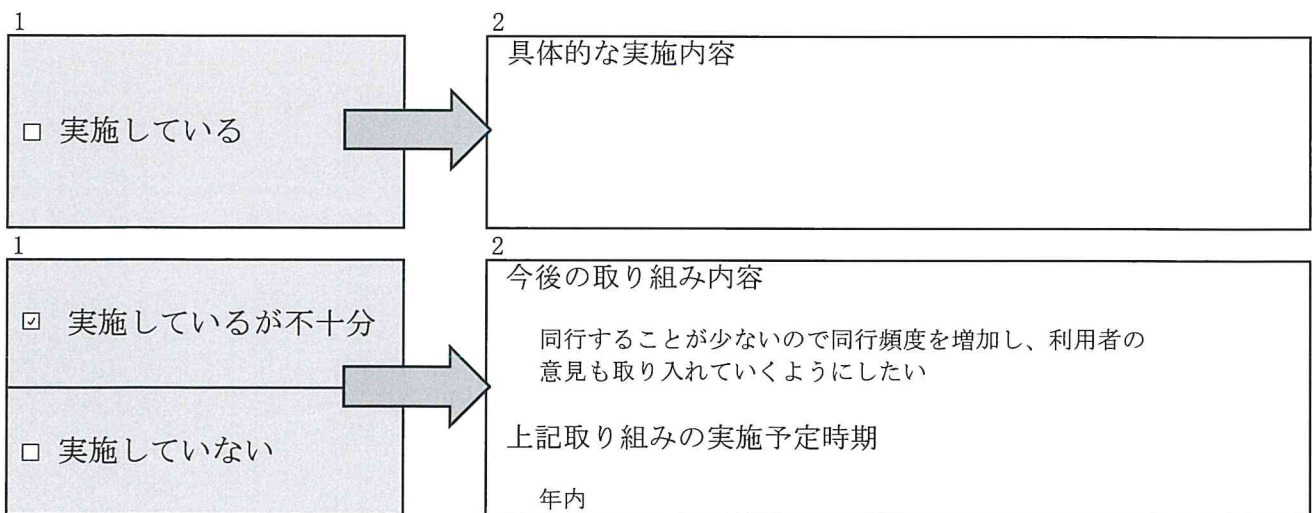 1
2
□ 実施している
具体的な実施内容
1
2
☑ 実施しているが不十分
□ 実施していない
今後の取り組み内容
同行することが少ないので同行頻度を増加し、利用者の
意見も取り入れていくようにしたい
上記取り組みの実施予定時期
年内